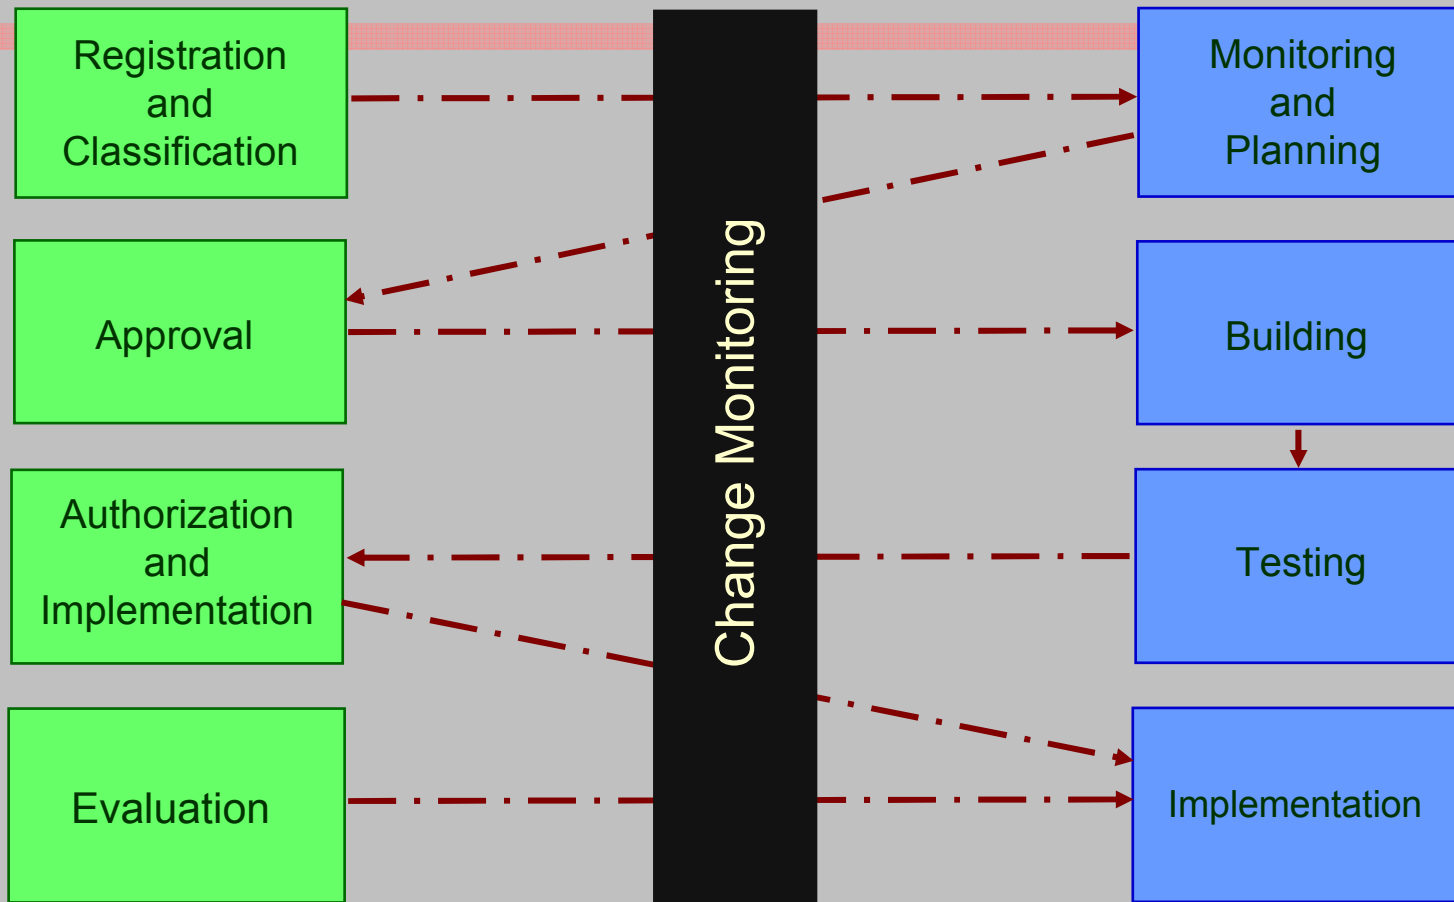 Registration
and
Classification
Monitoring
and
Planning
Change Monitoring
Approval
Building
Authorization
and
Implementation
Testing
Evaluation
Implementation